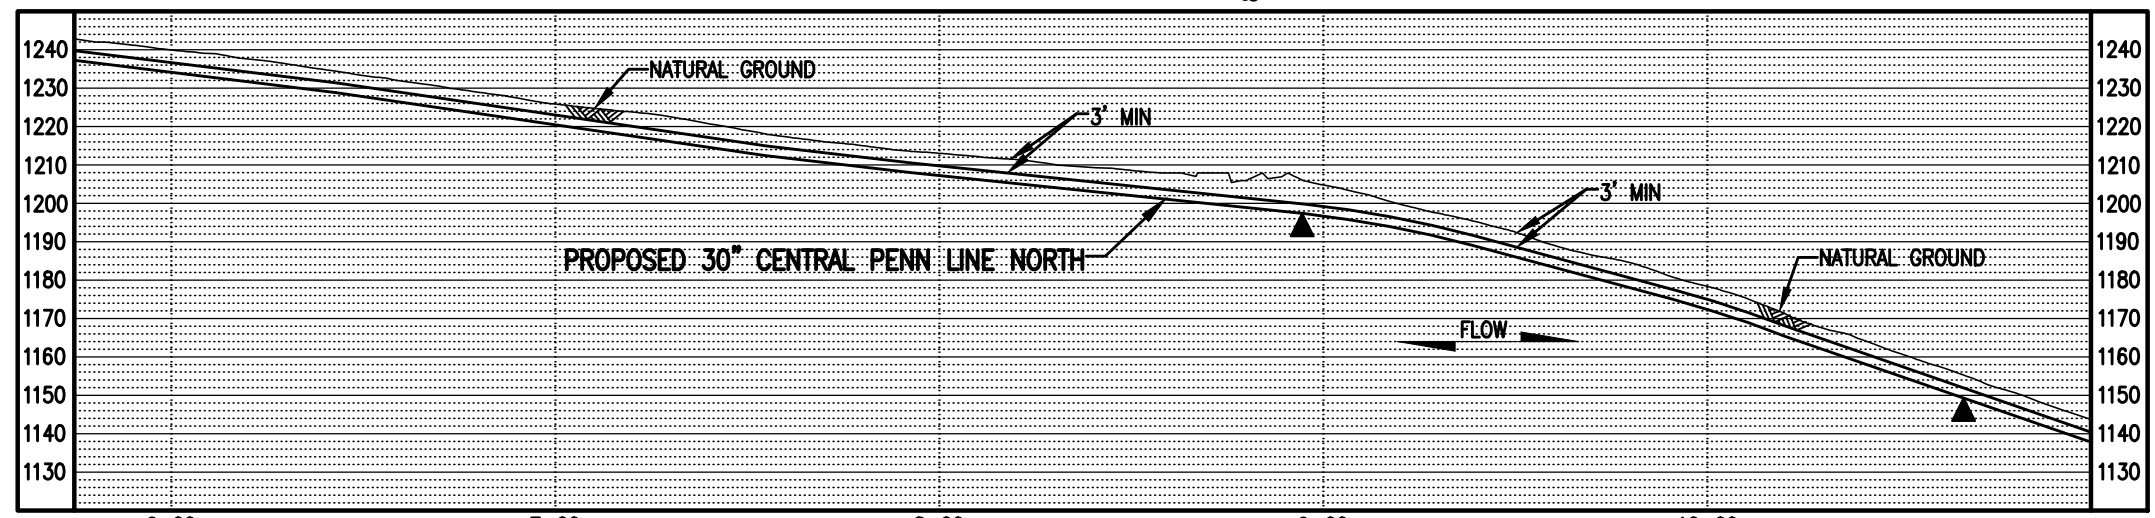 1240 1240
1230 NATURAL GROUND 1230
1220 3' MIN 1220
1210 1210
1200 3' MIN 1200
1190 PROPOSED 30" CENTRAL PENN LINE NORTH NATURAL GROUND 1190
1180 1180
1170 FLOW 1170
1160 1160
1150 1150
1140 1140
1130 1130